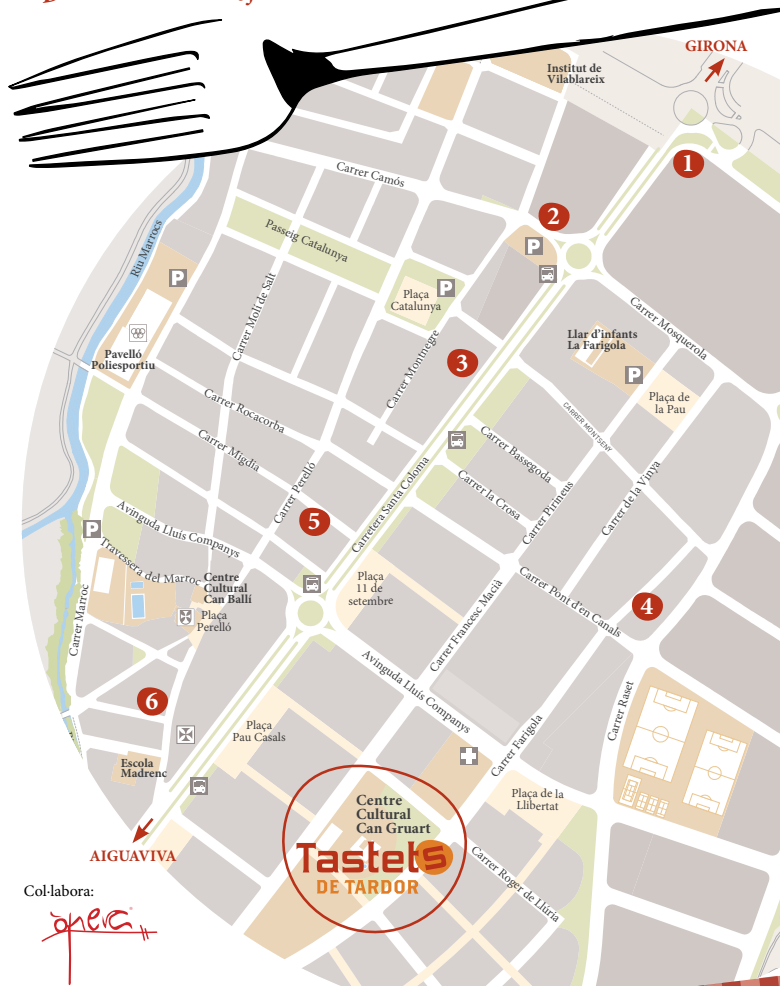 GIRONA
Institut de
Vilablareix
1
Carrer Camós
2
P
Riu Marrocs
Passeig Catalunya
P
P
Plaça
Catalunya
Carrer Molí de Salt
Carrer Mosquerola
Llar d'infants
La Farigola
Pavelló
Poliesportiu
3
Carrer Montnegre
P
Plaça de
la Pau
Carrer Rocacorba
CARRER MONTSENY
Carrer Migdia
Carrer Bassegoda
Carrer Perelló
Carretera Santa Coloma
Carrer la Crosa
Carrer Pirineus
Carrer de la Vinya
5
Avinguda Lluís Companys
P
Travessera del Marroc
Centre
Cultural
Can Ballí
Plaça
Perelló
Plaça
11 de
setembre
Carrer Pont d'en Canals
4
Carrer Marroc
Carrer Francesc Macià
Avinguda Lluís Companys
6
Carrer Raset
Plaça
Pau Casals
Carrer Farigola
Escola
Madrenc
Plaça de la
Llibertat
Centre
Cultural
Can Gruart
Tastets
DE TARDOR
AIGUAVIVA
Carrer Roger de Llúria
Col·labora:
òpera